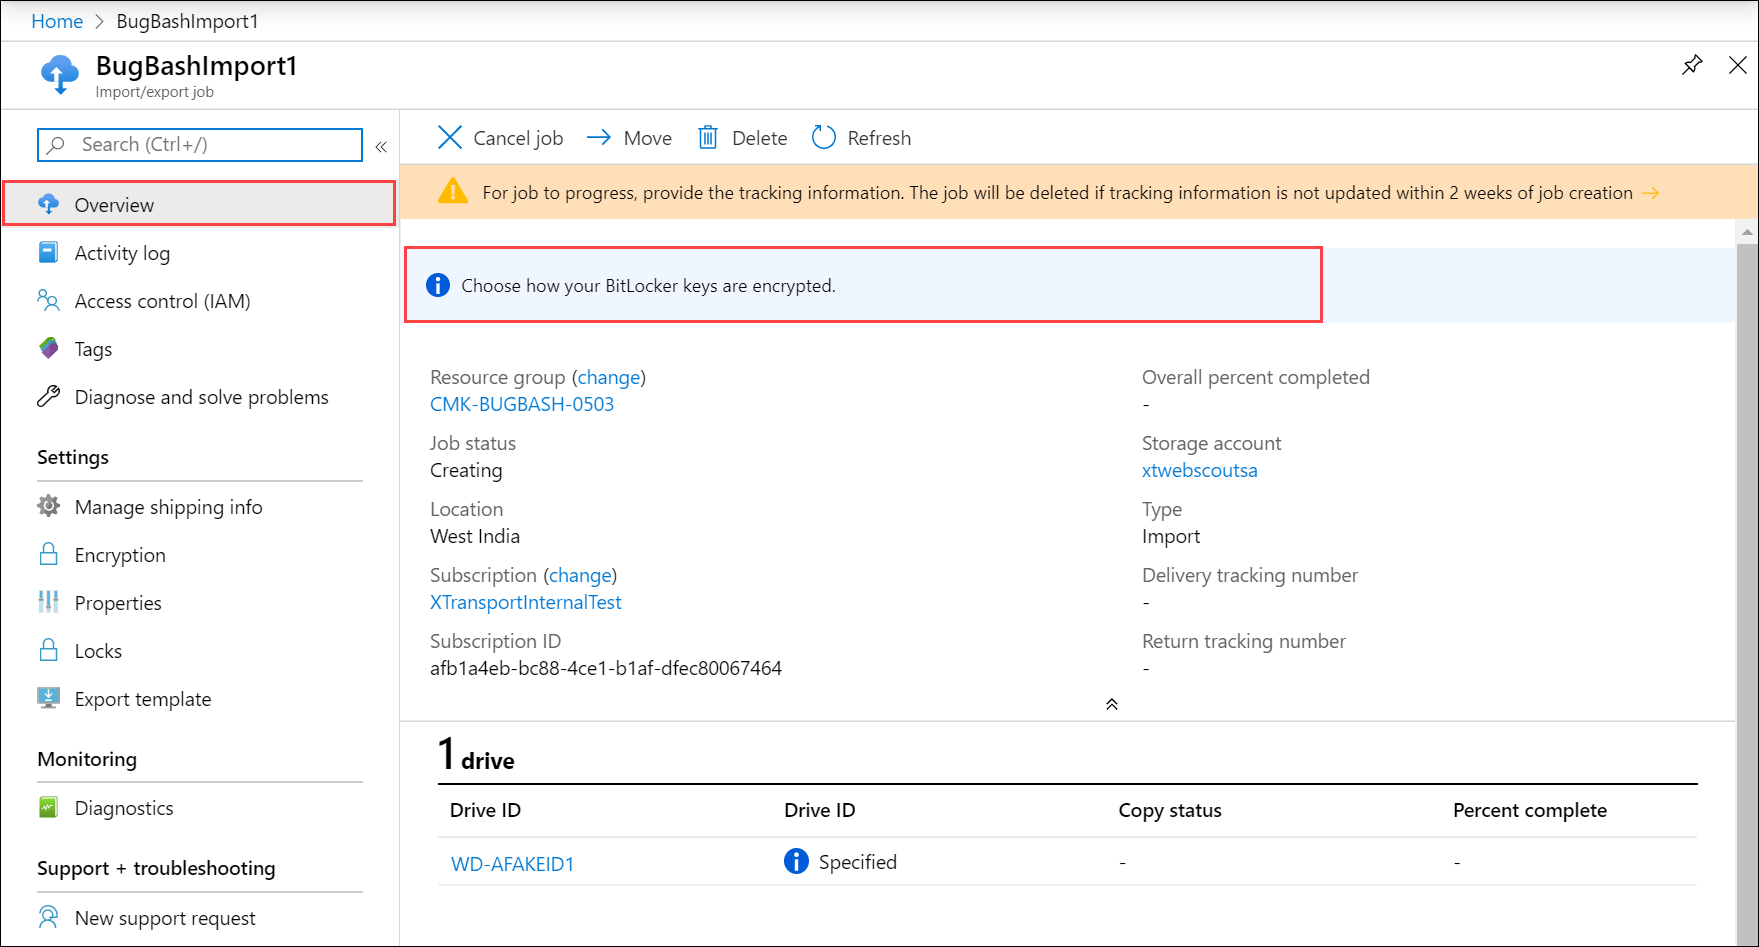 Home > BugBashImport1
BugBashImport1
Import/export job
Search (Ctrl+/)
«
Overview
Activity log
Access control (IAM)
Tags
Diagnose and solve problems
Settings
Manage shipping info
Encryption
Properties
Locks
Export template
Monitoring
Diagnostics
Support + troubleshooting
New support request
Cancel job → Move Delete Refresh
For job to progress, provide the tracking information. The job will be deleted if tracking information is not updated within 2 weeks of job creation →
Choose how your BitLocker keys are encrypted.
Resource group (change)
CMK-BUGBASH-0503
Job status
Creating
Location
West India
Subscription (change)
XTransportInternalTest
Subscription ID
afb1a4eb-bc88-4ce1-b1af-dfec80067464
Overall percent completed
-
Storage account
xtwebscoutsa
Type
Import
Delivery tracking number
-
Return tracking number
-
1 drive
Drive ID Drive ID Copy status Percent complete
WD-AFAKEID1 Specified - -